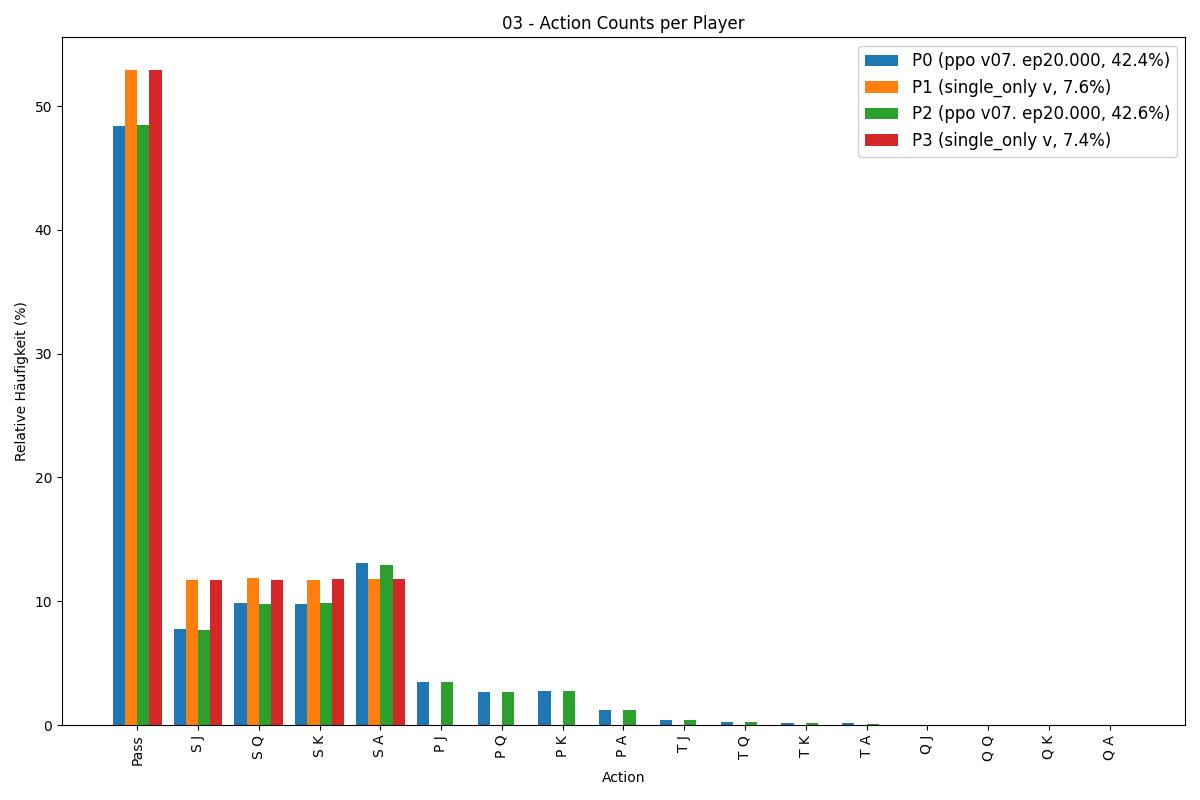 03 - Action Counts per Player
P0 (ppo v07. ep20.000, 42.4%)
P1 (single_only v, 7.6%)
P2 (ppo v07. ep20.000, 42.6%)
P3 (single_only v, 7.4%)
Relative Häufigkeit (%)
50
40
30
20
10
0
Pass
S J
S Q
S K
S A
P J
P Q
P K
P A
T J
T Q
T K
T A
Q J
Q Q
Q K
Q A
Action